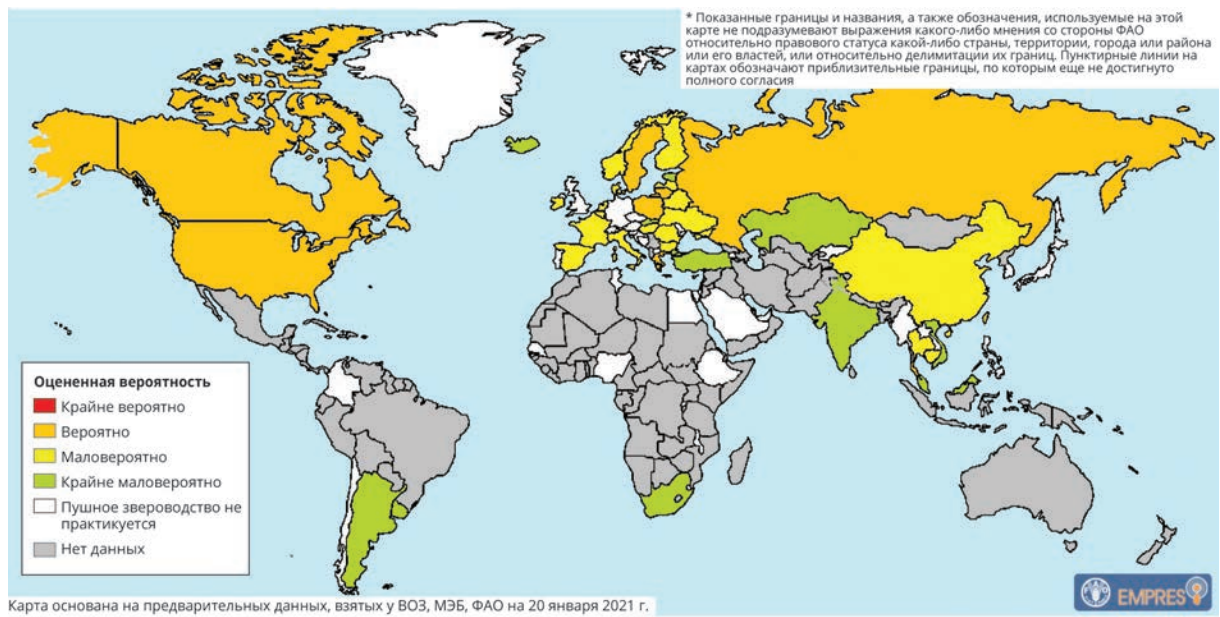 * Показанные границы и названия, а также обозначения, используемые на этой
карте не подразумевают выражения какого-либо мнения со стороны ФАО
относительно правового статуса какой-либо страны, территории, города или района
или его властей, или относительно делимитации их границ. Пунктирные линии на
картах обозначают приблизительные границы, по которым еще не достигнуто
полного согласия
Оцененная вероятность
Крайне вероятно
Вероятно
Маловероятно
Крайне маловероятно
Пушное звероводство не
практикуется
Нет данных
Карта основана на предварительных данных, взятых у ВОЗ, МЭБ, ФАО на 20 января 2021 г.
EMPRES